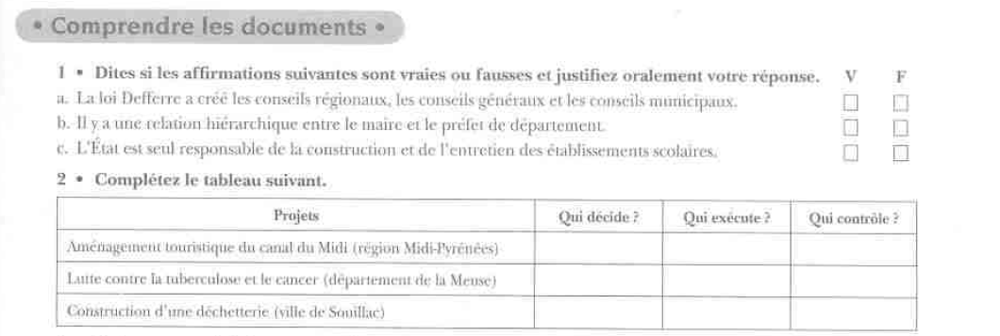 • Comprendre les documents •
1 • Dites si les affirmations suivantes sont vraies ou fausses et justifiez oralement votre réponse. V F
a. La loi Defferre a créé les conseils régionaux, les conseils généraux et les conseils municipaux. □ □
b. Il y a une relation hiérarchique entre le maire et le préfet de département. □ □
c. L'État est seul responsable de la construction et de l'entretien des établissements scolaires. □ □
2 • Complétez le tableau suivant.
Projets Qui décide ? Qui exécute ? Qui contrôle ?
Aménagement touristique du canal du Midi (région Midi-Pyrénées)
Lutte contre la tuberculose et le cancer (département de la Meuse)
Construction d'une déchetterie (ville de Souillac)